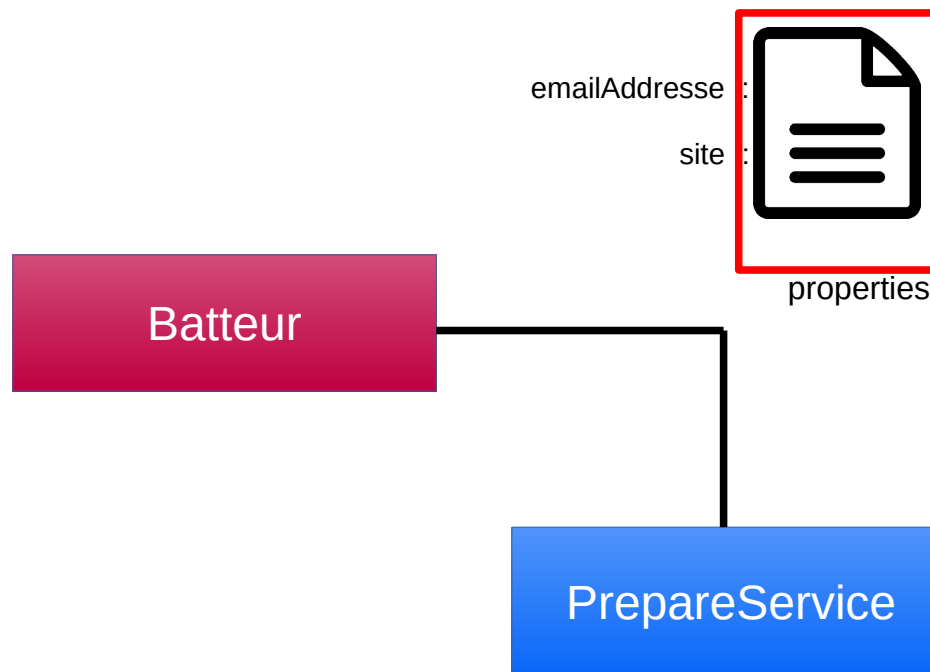 emailAddresse :
site :
properties
Batteur
PrepareService